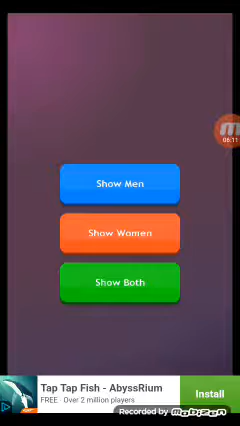 06:11
Show Men
Show Women
Show Both
Tap Tap Fish - AbyssRium
FREE · Over 2 million players
Install
Recorded by mobizen